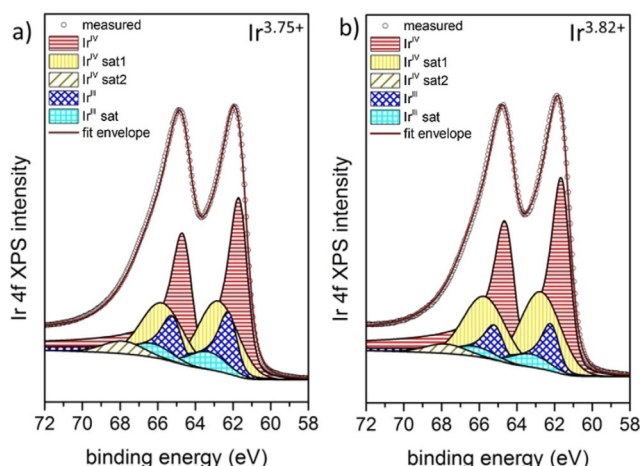 a)
measured
Ir^IV
Ir^IV sat1
Ir^IV sat2
Ir^III
Ir^III sat
fit envelope
Ir^3.75+
Ir 4f XPS intensity
72 70 68 66 64 62 60 58
binding energy (eV)
b)
measured
Ir^IV
Ir^IV sat1
Ir^IV sat2
Ir^III
Ir^III sat
fit envelope
Ir^3.82+
Ir 4f XPS intensity
72 70 68 66 64 62 60 58
binding energy (eV)